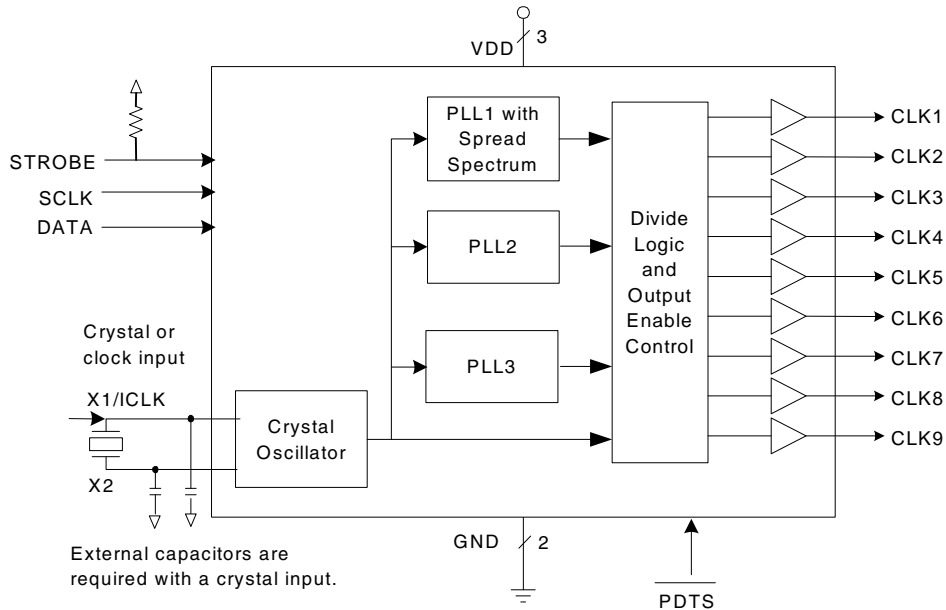 VDD
3
STROBE
SCLK
DATA
PLL1 with
Spread
Spectrum
PLL2
PLL3
Divide
Logic
and
Output
Enable
Control
CLK1
CLK2
CLK3
CLK4
CLK5
CLK6
CLK7
CLK8
CLK9
Crystal or
clock input
X1/ICLK
X2
Crystal
Oscillator
External capacitors are
required with a crystal input.
GND
2
PDTS